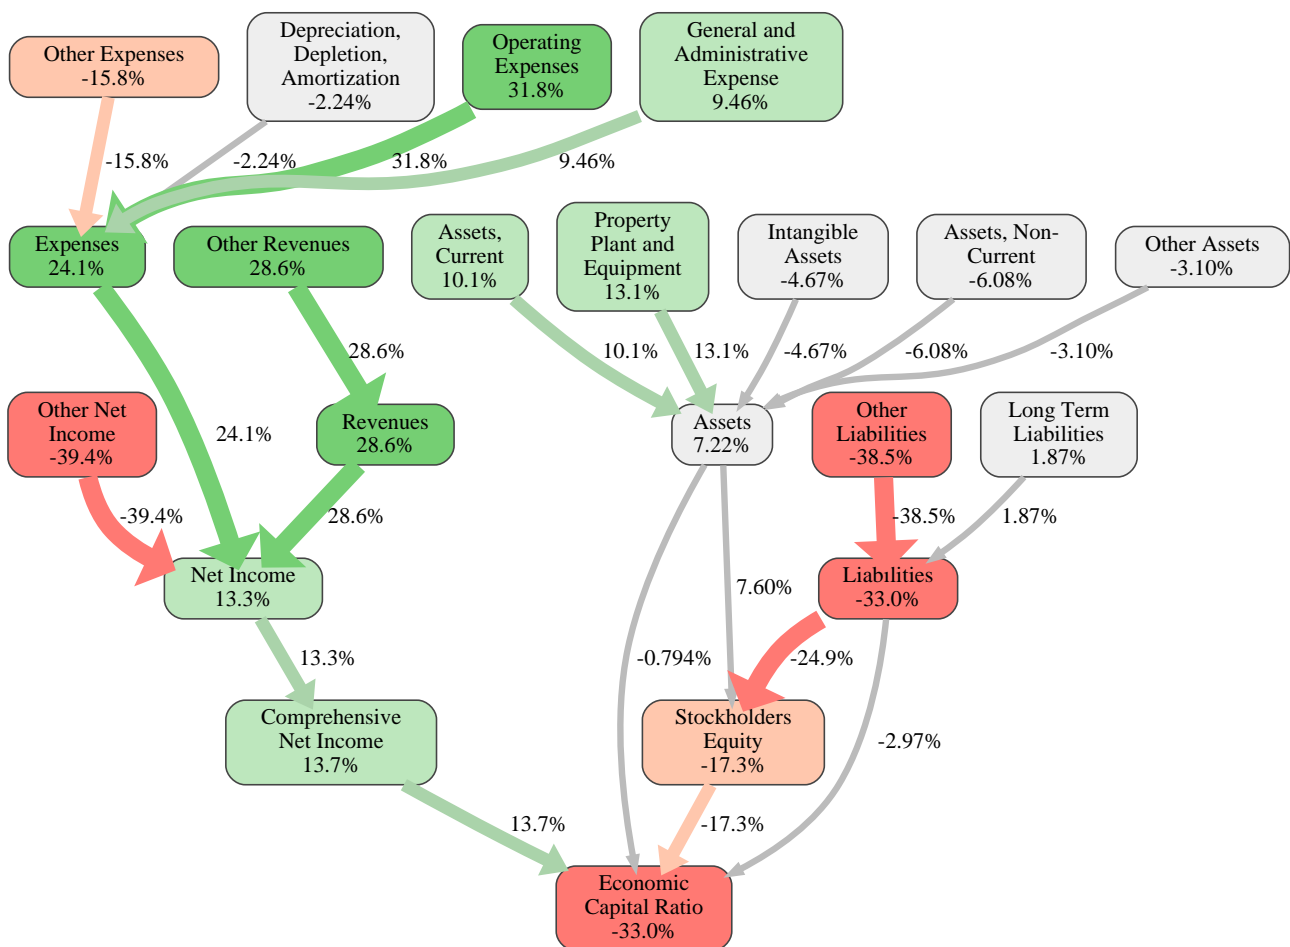 Other Expenses
-15.8%
Depreciation,
Depletion,
Amortization
-2.24%
Operating
Expenses
31.8%
General and
Administrative
Expense
9.46%
-15.8%
-2.24%
31.8%
9.46%
Expenses
24.1%
Other Revenues
28.6%
Assets,
Current
10.1%
Property
Plant and
Equipment
13.1%
Intangible
Assets
-4.67%
Assets, Non-
Current
-6.08%
Other Assets
-3.10%
28.6%
10.1%
13.1%
-4.67%
-6.08%
-3.10%
Other Net
Income
-39.4%
24.1%
Revenues
28.6%
Assets
7.22%
Other
Liabilities
-38.5%
Long Term
Liabilities
1.87%
-39.4%
28.6%
-38.5%
1.87%
Net Income
13.3%
7.60%
Liabilities
-33.0%
13.3%
-0.794%
-24.9%
Comprehensive
Net Income
13.7%
Stockholders
Equity
-17.3%
-2.97%
13.7%
-17.3%
Economic
Capital Ratio
-33.0%